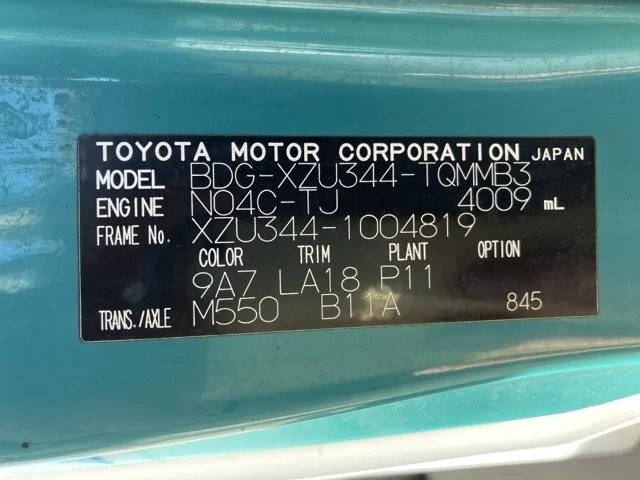 TOYOTA MOTOR CORPORATION JAPAN
MODEL BDG-XZU344-TQMMB3
ENGINE N04C-TJ 4009 mL
FRAME No. XZU344-1004819
COLOR TRIM PLANT OPTION
9A7 LA18 P11
TRANS./AXLE M550 B11A 845